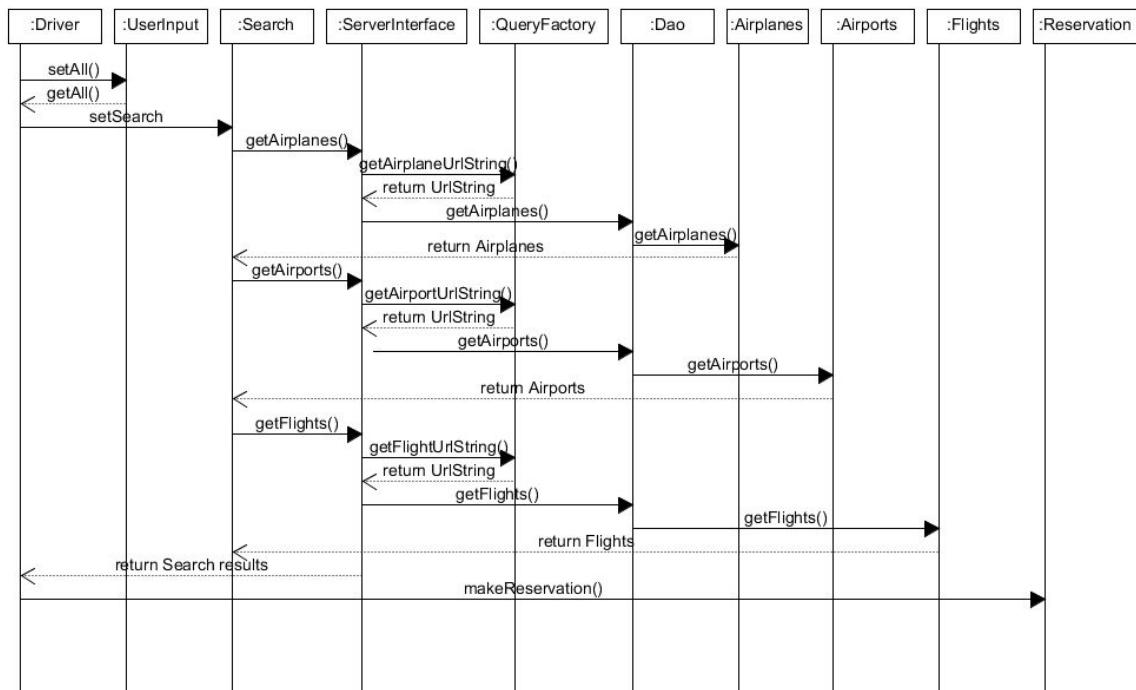 :Driver
:UserInput
:Search
:ServerInterface
:QueryFactory
:Dao
:Airplanes
:Airports
:Flights
:Reservation
setAll()
getAll()
setSearch
getAirplanes()
getAirplaneUrlString()
return UrlString
getAirplanes()
getAirplanes()
return Airplanes
getAirports()
getAirportUrlString()
return UrlString
getAirports()
getAirports()
return Airports
getFlights()
getFlightUrlString()
return UrlString
getFlights()
getFlights()
return Flights
return Search results
makeReservation()